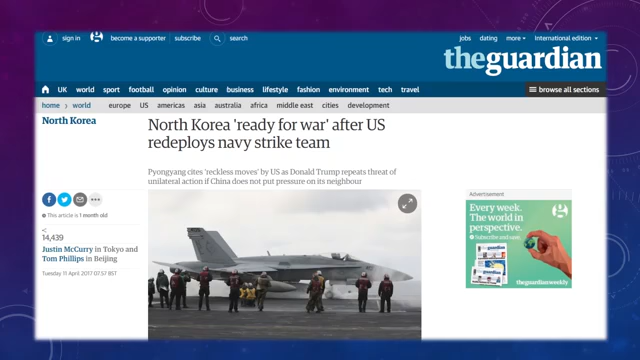 sign in become a supporter subscribe search jobs dating more International edition
theguardian
UK world sport football opinion culture business lifestyle fashion environment tech travel browse all sections
home › world europe US americas asia australia africa middle east cities development
North Korea
North Korea 'ready for war' after US
redeploys navy strike team
Pyongyang cites 'reckless moves' by US as Donald Trump repeats threat of
unilateral action if China does not put pressure on its neighbour
This article is 1 month old
14,439
Justin McCurry in Tokyo and
Tom Phillips in Beijing
Tuesday 11 April 2017 07.57 BST
Advertisement
Every week.
The world in
perspective.
Subscribe and save
theguardianweekly